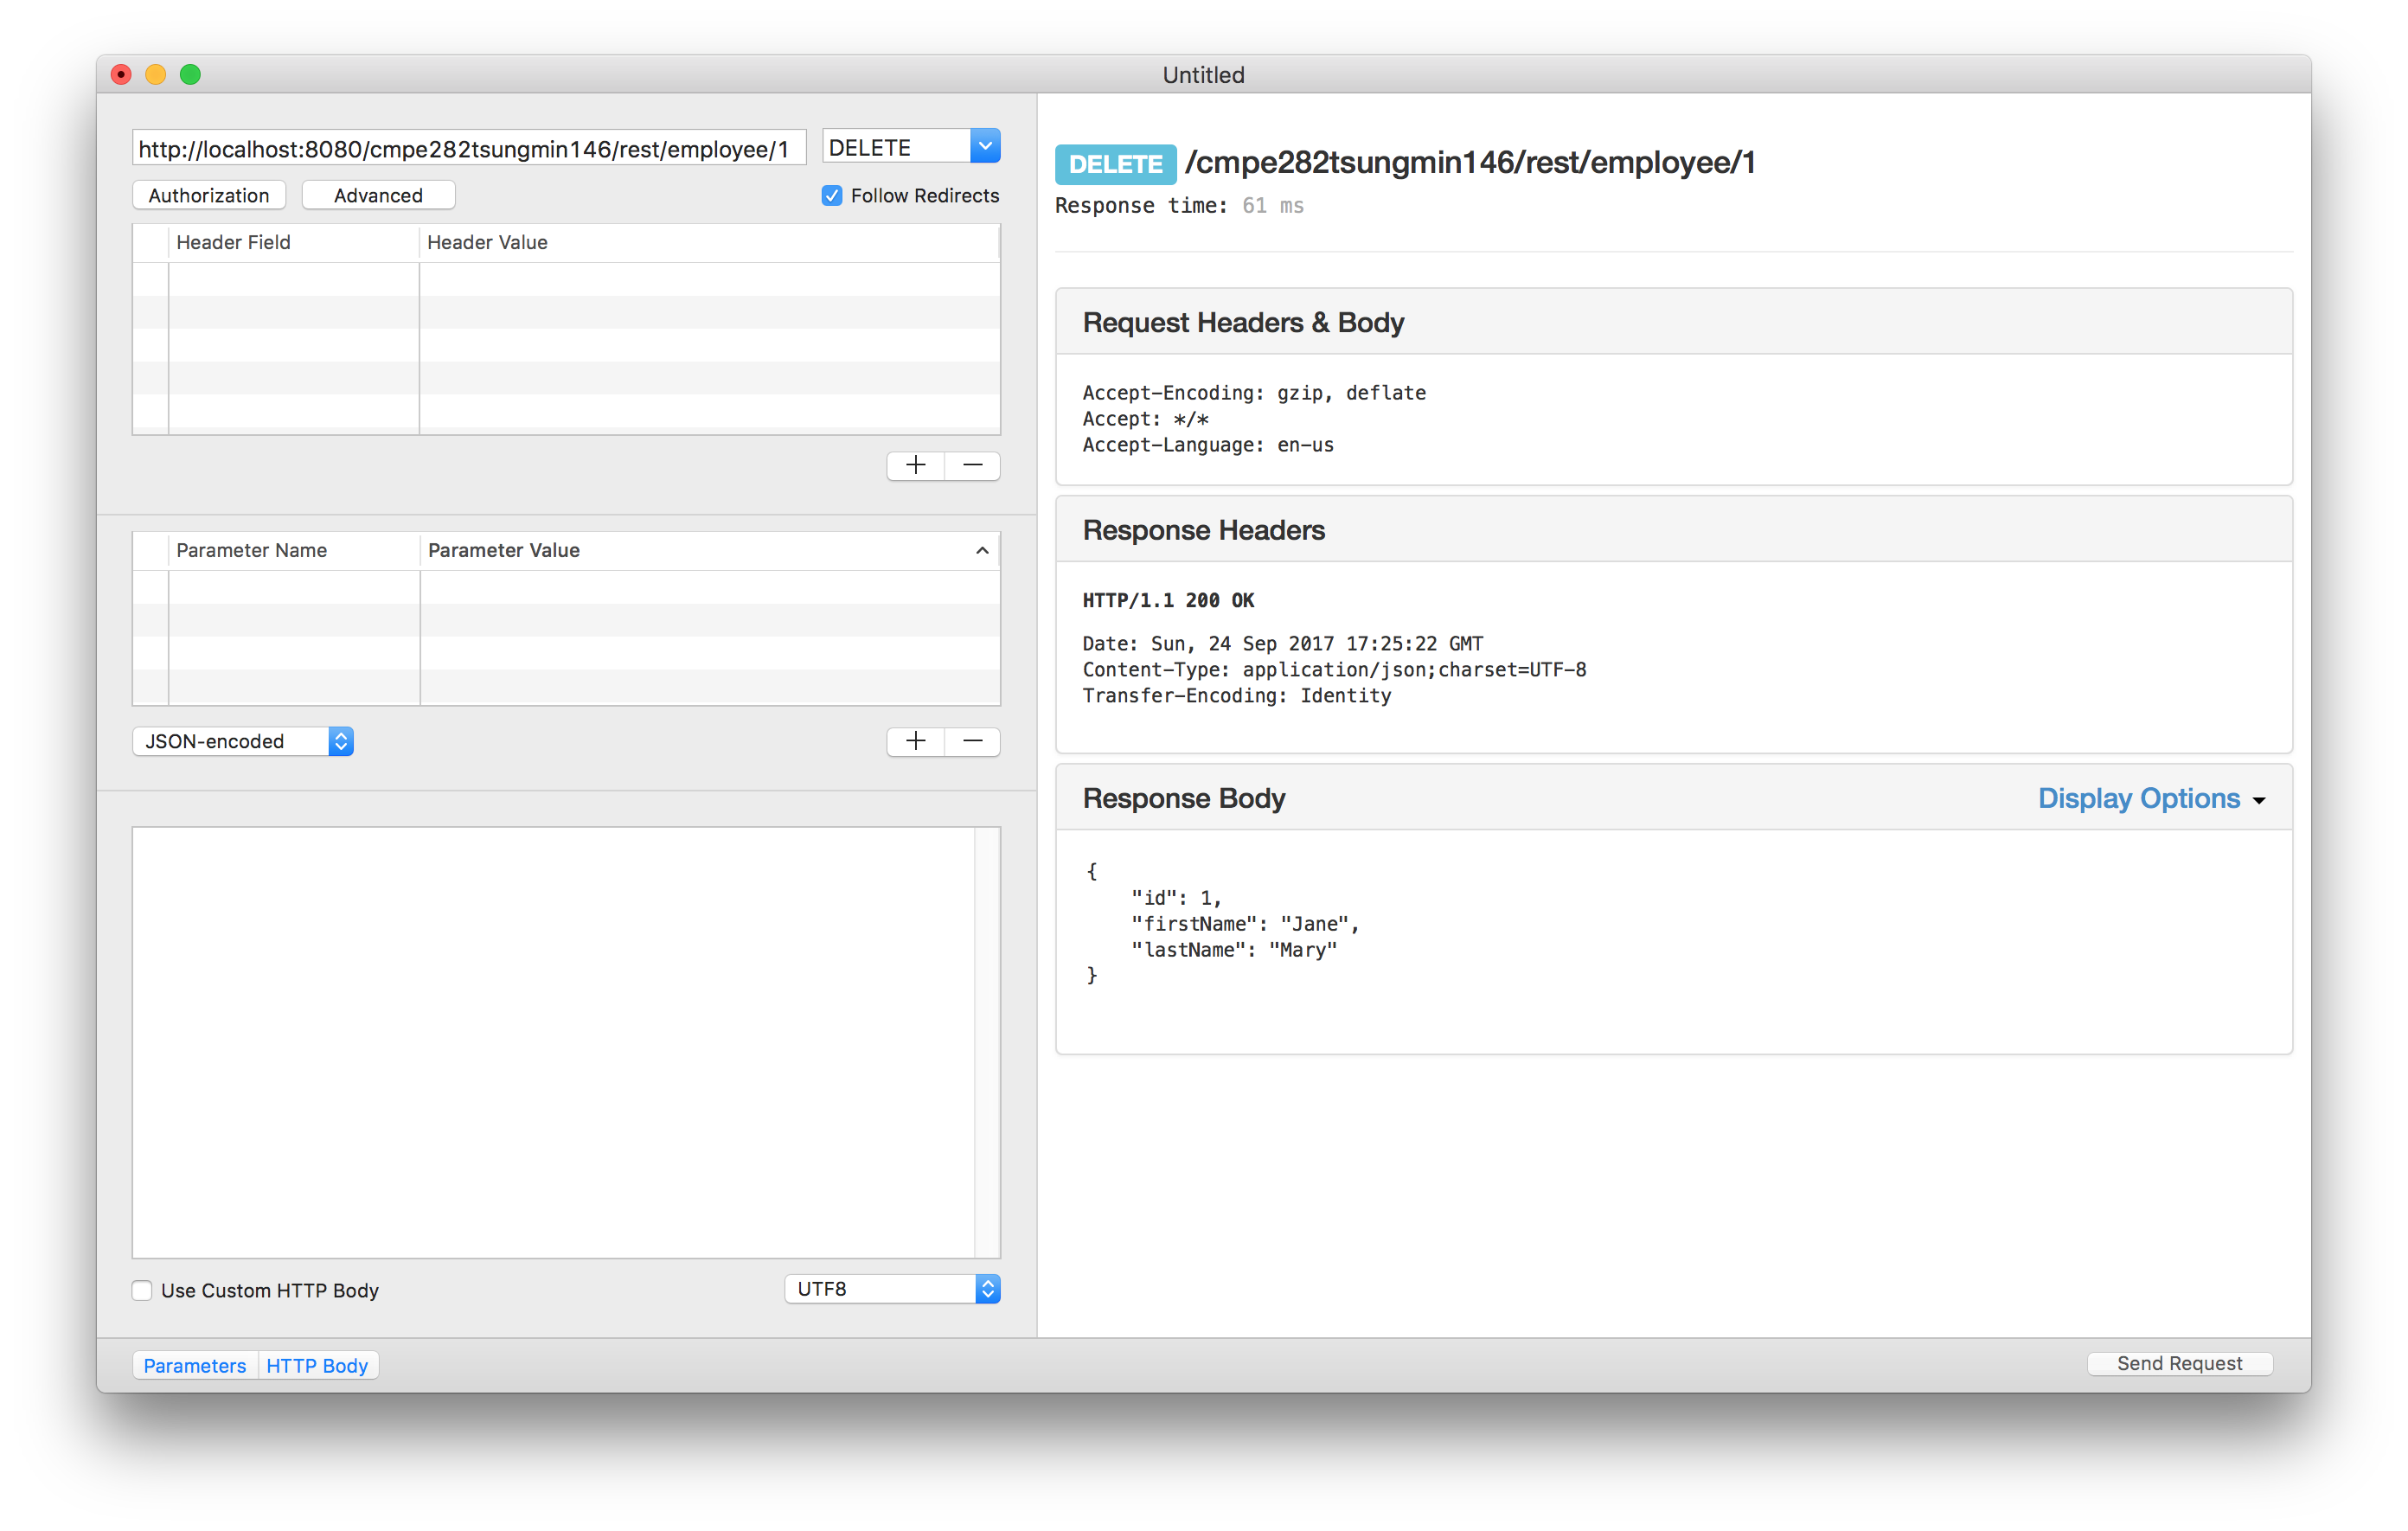 Untitled
http://localhost:8080/cmpe282tsungmin146/rest/employee/1
DELETE
Authorization
Advanced
Follow Redirects
Header Field
Header Value
Parameter Name
Parameter Value
JSON-encoded
Use Custom HTTP Body
UTF8
Parameters
HTTP Body
DELETE /cmpe282tsungmin146/rest/employee/1
Response time: 61 ms
Request Headers & Body
Accept-Encoding: gzip, deflate
Accept: */*
Accept-Language: en-us
Response Headers
HTTP/1.1 200 OK
Date: Sun, 24 Sep 2017 17:25:22 GMT
Content-Type: application/json;charset=UTF-8
Transfer-Encoding: Identity
Response Body
Display Options
{
"id": 1,
"firstName": "Jane",
"lastName": "Mary"
}
Send Request